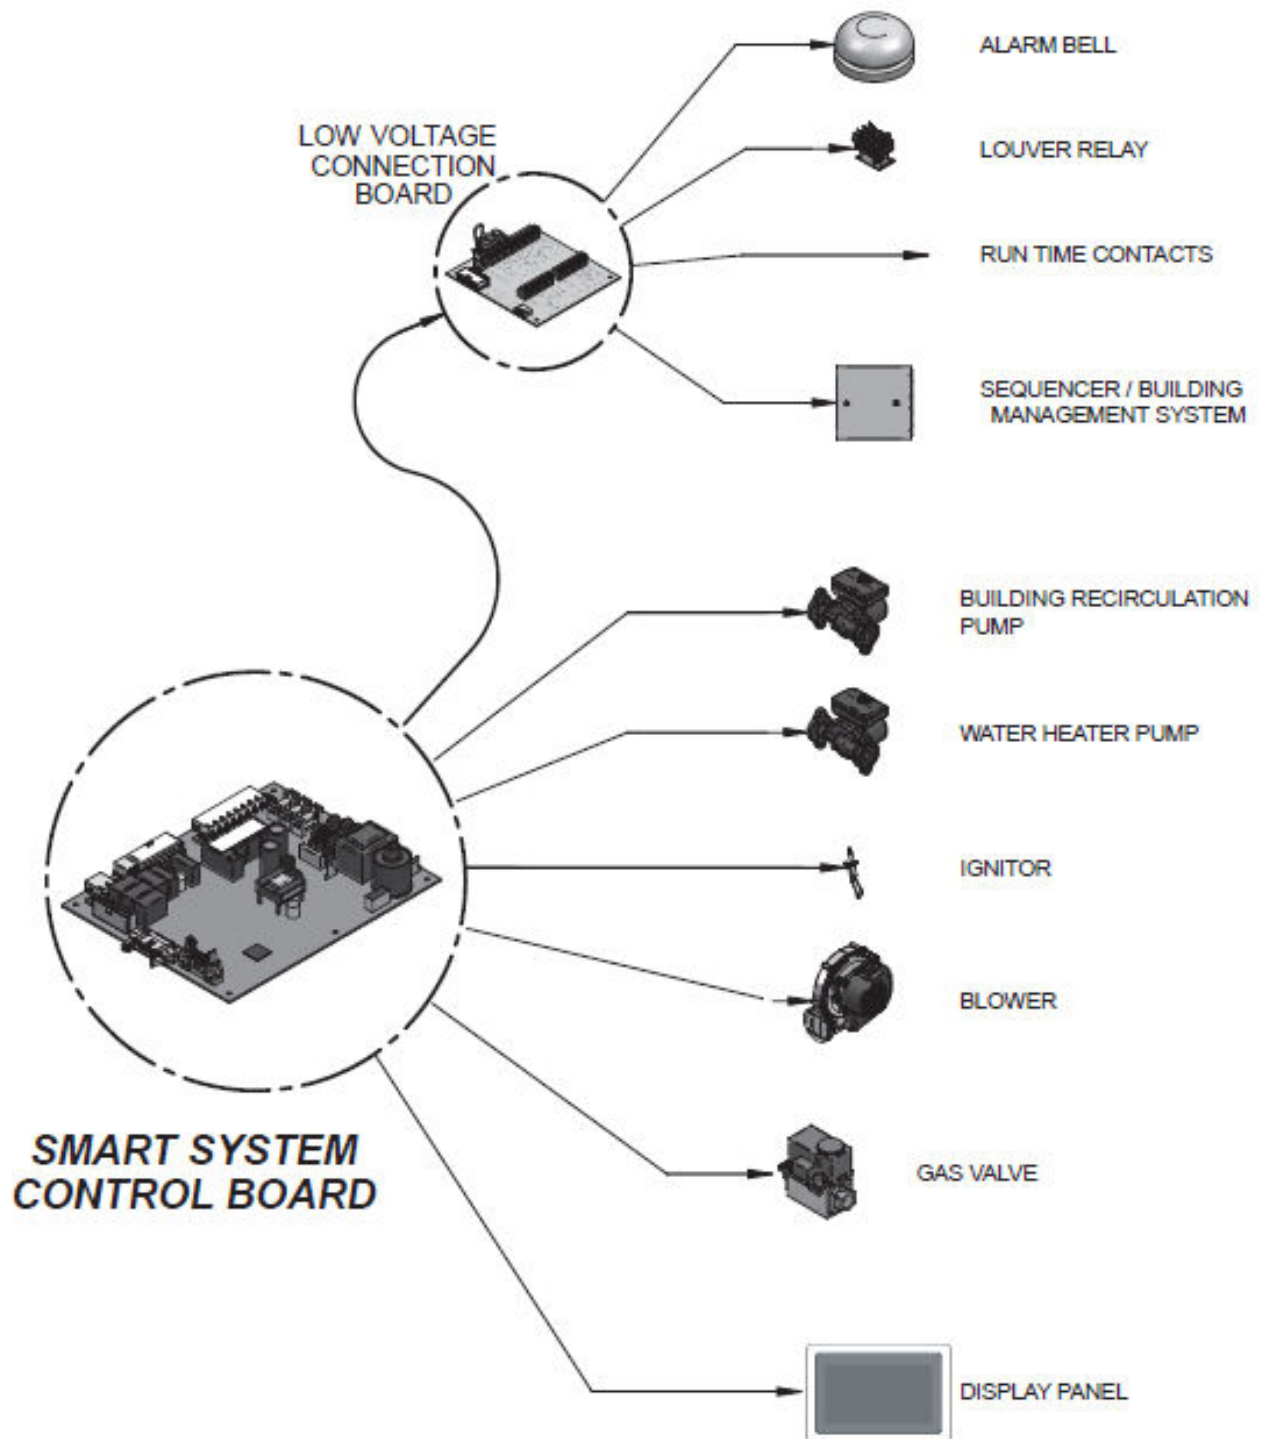 ALARM BELL
LOW VOLTAGE
CONNECTION
BOARD
LOUVER RELAY
RUN TIME CONTACTS
SEQUENCER / BUILDING
MANAGEMENT SYSTEM
BUILDING RECIRCULATION
PUMP
WATER HEATER PUMP
IGNITOR
BLOWER
SMART SYSTEM
CONTROL BOARD
GAS VALVE
DISPLAY PANEL